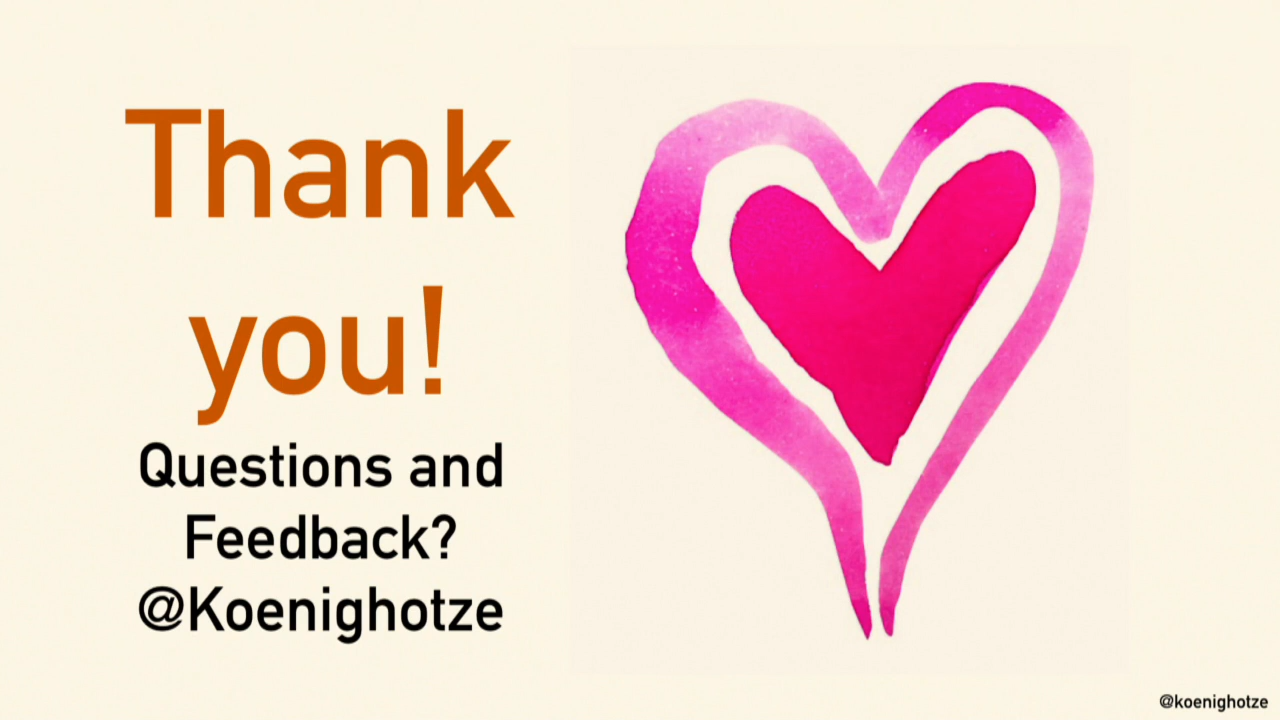 Thank
you!
Questions and
Feedback?
@Koenighotze
@koenighotze